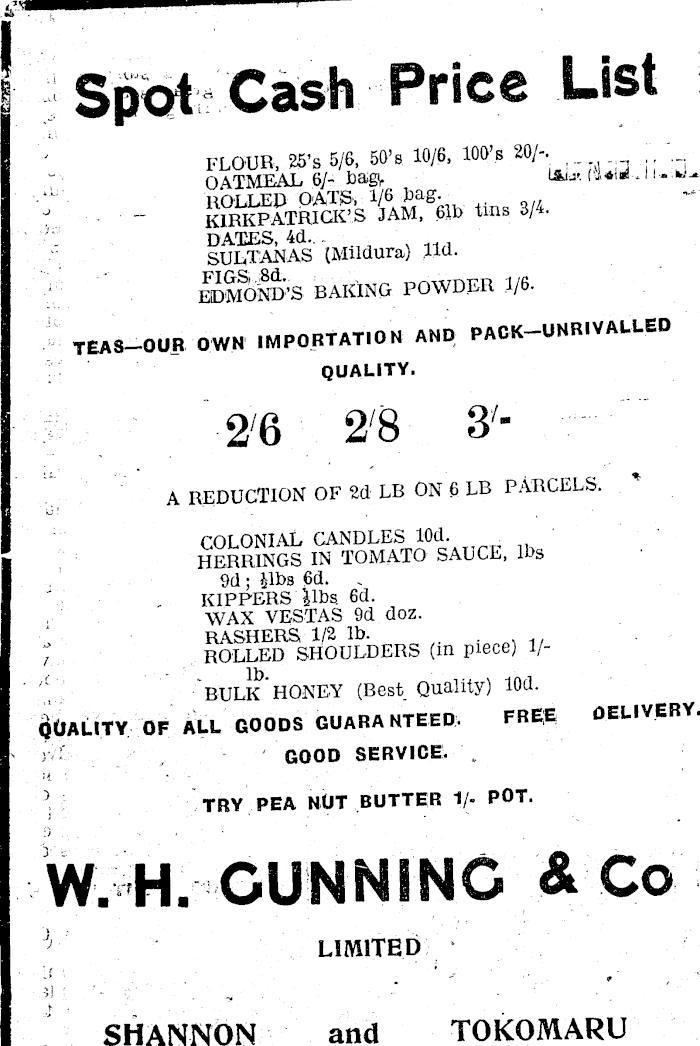 Spot Cash Price List
FLOUR, 25's 5/6, 50's 10/6, 100's 20/-.
OATMEAL 6/- bag.
ROLLED OATS, 1/6 bag.
KIRKPATRICK'S JAM, 6lb tins 3/4.
DATES, 4d.
SULTANAS (Mildura) 11d.
FIGS, 8d.
EDMOND'S BAKING POWDER 1/6.
TEAS—OUR OWN IMPORTATION AND PACK—UNRIVALLED
QUALITY.
2/6 2/8 3/-
A REDUCTION OF 2d LB ON 6 LB PARCELS.
COLONIAL CANDLES 10d.
HERRINGS IN TOMATO SAUCE, lbs
9d; ½lbs 6d.
KIPPERS ½lbs 6d.
WAX VESTAS 9d doz.
RASHERS 1/2 lb.
ROLLED SHOULDERS (in piece) 1/-
lb.
BULK HONEY (Best Quality) 10d.
QUALITY OF ALL GOODS GUARANTEED. FREE DELIVERY.
GOOD SERVICE.
TRY PEA NUT BUTTER 1/- POT.
W. H. GUNNING & Co
LIMITED
SHANNON and TOKOMARU